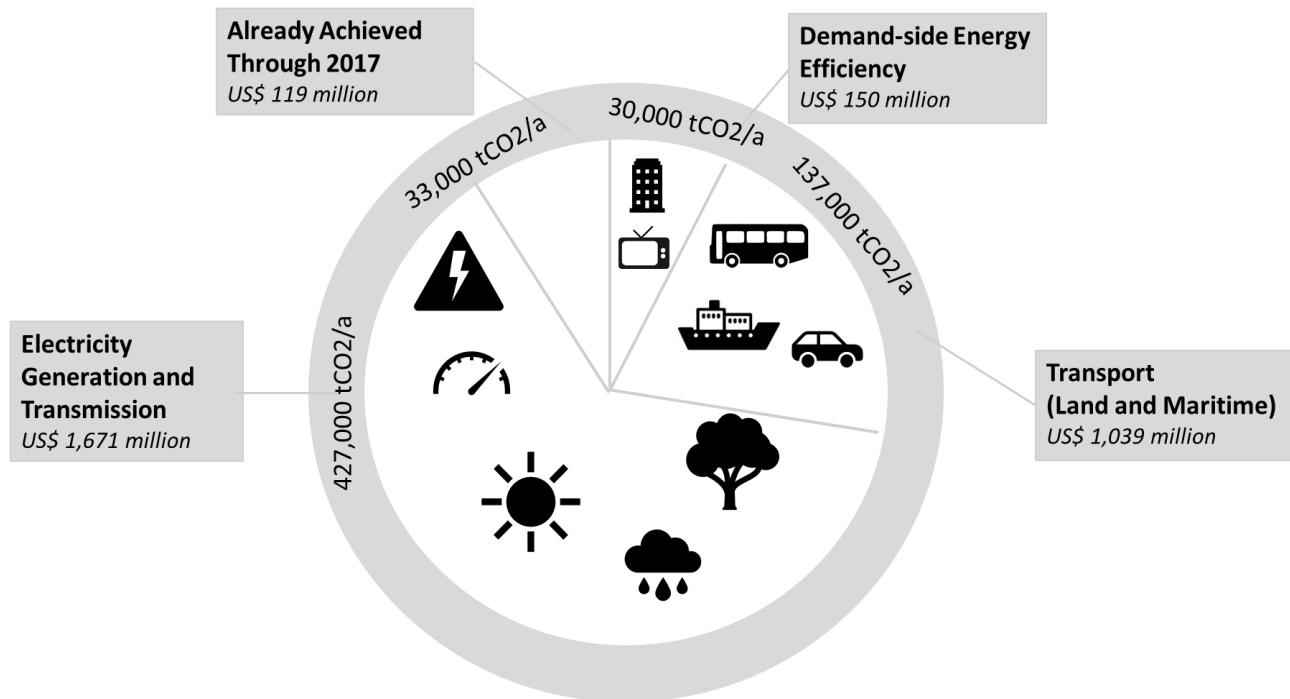 Already Achieved
Through 2017
US$ 119 million
Demand-side Energy
Efficiency
US$ 150 million
33,000 tCO2/a
30,000 tCO2/a
137,000 tCO2/a
427,000 tCO2/a
Electricity
Generation and
Transmission
US$ 1,671 million
Transport
(Land and Maritime)
US$ 1,039 million